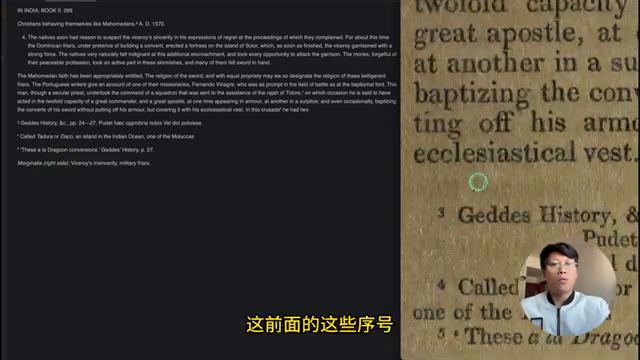 IN INDIA; BOOK II. 269
Christians behaving themselves like Mahomedans.³ A. D. 1570.
4. The natives soon had reason to suspect the viceroy's sincerity in his expressions of regret at the proceedings of which they complained. For about this time
the Dominican friars, under pretence of building a convent, erected a fortress on the island of Solor, which, as soon as finished, the viceroy garrisoned with a
strong force. The natives very naturally felt indignant at this additional encroachment, and took every opportunity to attack the garrison. The monks, forgetful of
their peaceable profession, took an active part in these skirmishes, and many of them fell sword in hand.
The Mahomedan faith has been appropriately entitled, The religion of the sword; and with equal propriety may we so designate the religion of these belligerent
friars. The Portuguese writers give an account of one of their missionaries, Fernando Vinagre, who was as prompt in the field of battle as at the baptismal font. This
man, though a secular priest, undertook the command of a squadron that was sent to the assistance of the rajah of Tidore,⁴ on which occasion he is said to have
acted in the twofold capacity of a great commander, and a great apostle, at one time appearing in armour, at another in a surplice; and even occasionally, baptizing
the converts of his sword without putting off his armour, but covering it with his ecclesiastical vest. In this crusade⁵ he had two
³ Geddes History, &c., pp. 24—27. Pudet hæc opprobria nobis Vel dici potuisse.
⁴ Called Tadura or Daco, an island in the Indian Ocean, one of the Moluccas
⁵ 'These a la Dragoon conversions.' Geddes' History, p. 27.
Marginalia (right side): Viceroy's insincerity, military friars.
twofold capacity
great apostle, at
at another in a su
baptizing the conv
ting off his armo
ecclesiastical vest.
3 Geddes History, &
Pudet
4 Called
one of the
5 ' These a la Drago
这前面的这些序号